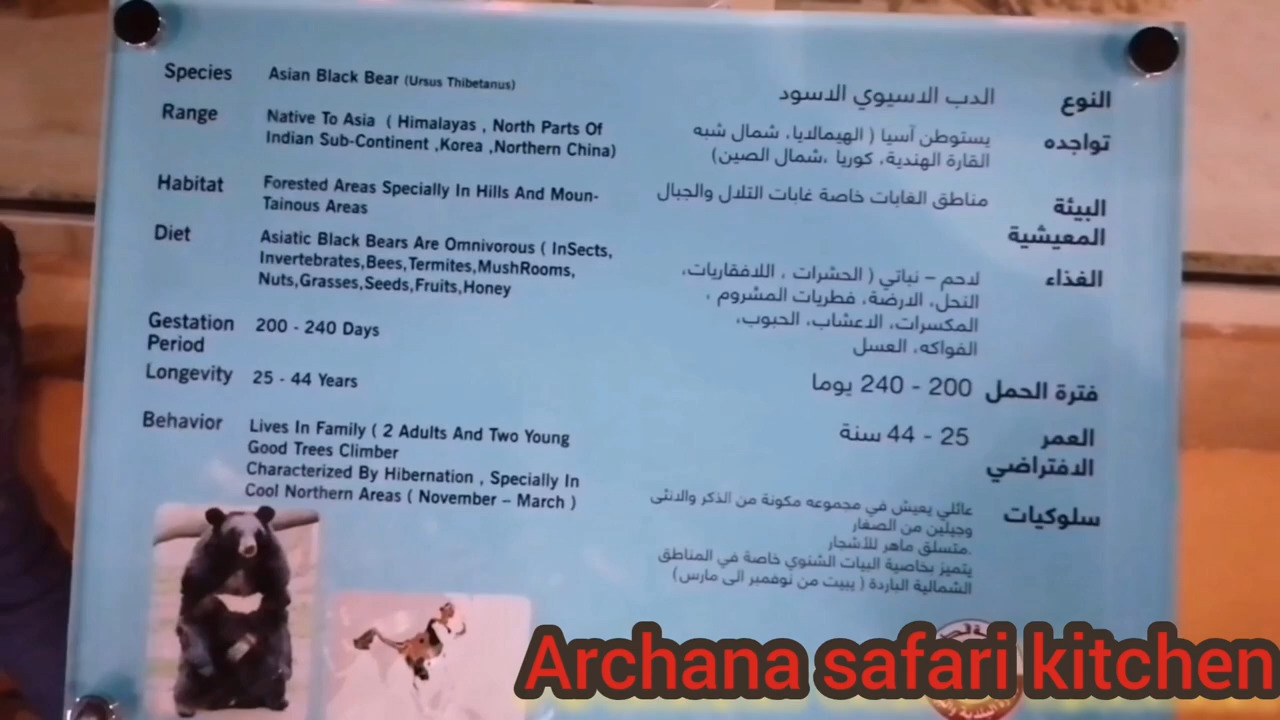 Species Asian Black Bear (Ursus Thibetanus)
Range Native To Asia ( Himalayas , North Parts Of
Indian Sub-Continent ,Korea ,Northern China)
Habitat Forested Areas Specially In Hills And Moun-
Tainous Areas
Diet Asiatic Black Bears Are Omnivorous ( InSects,
Invertebrates,Bees,Termites,MushRooms,
Nuts,Grasses,Seeds,Fruits,Honey
Gestation 200 - 240 Days
Period
Longevity 25 - 44 Years
Behavior Lives In Family ( 2 Adults And Two Young
Good Trees Climber
Characterized By Hibernation , Specially In
Cool Northern Areas ( November – March )
النوع الدب الاسيوي الاسود
تواجده يستوطن آسيا ( الهيمالايا، شمال شبه
القارة الهندية، كوريا ،شمال الصين)
البيئة مناطق الغابات خاصة غابات التلال والجبال
المعيشية
الغذاء لاحم – نباتي ( الحشرات ، اللافقاريات،
النحل، الارضة، فطريات المشروم ،
المكسرات، الاعشاب، الحبوب،
الفواكه، العسل
فترة الحمل 200 - 240 يوما
العمر 25 - 44 سنة
الافتراضي
سلوكيات عائلي يعيش في مجموعه مكونة من الذكر والانثى
وجيلين من الصغار
.متسلق ماهر للأشجار
يتميز بخاصية البيات الشنوي خاصة في المناطق
الشمالية الباردة ( يبيت من نوفمبر الى مارس)
Archana safari kitchen